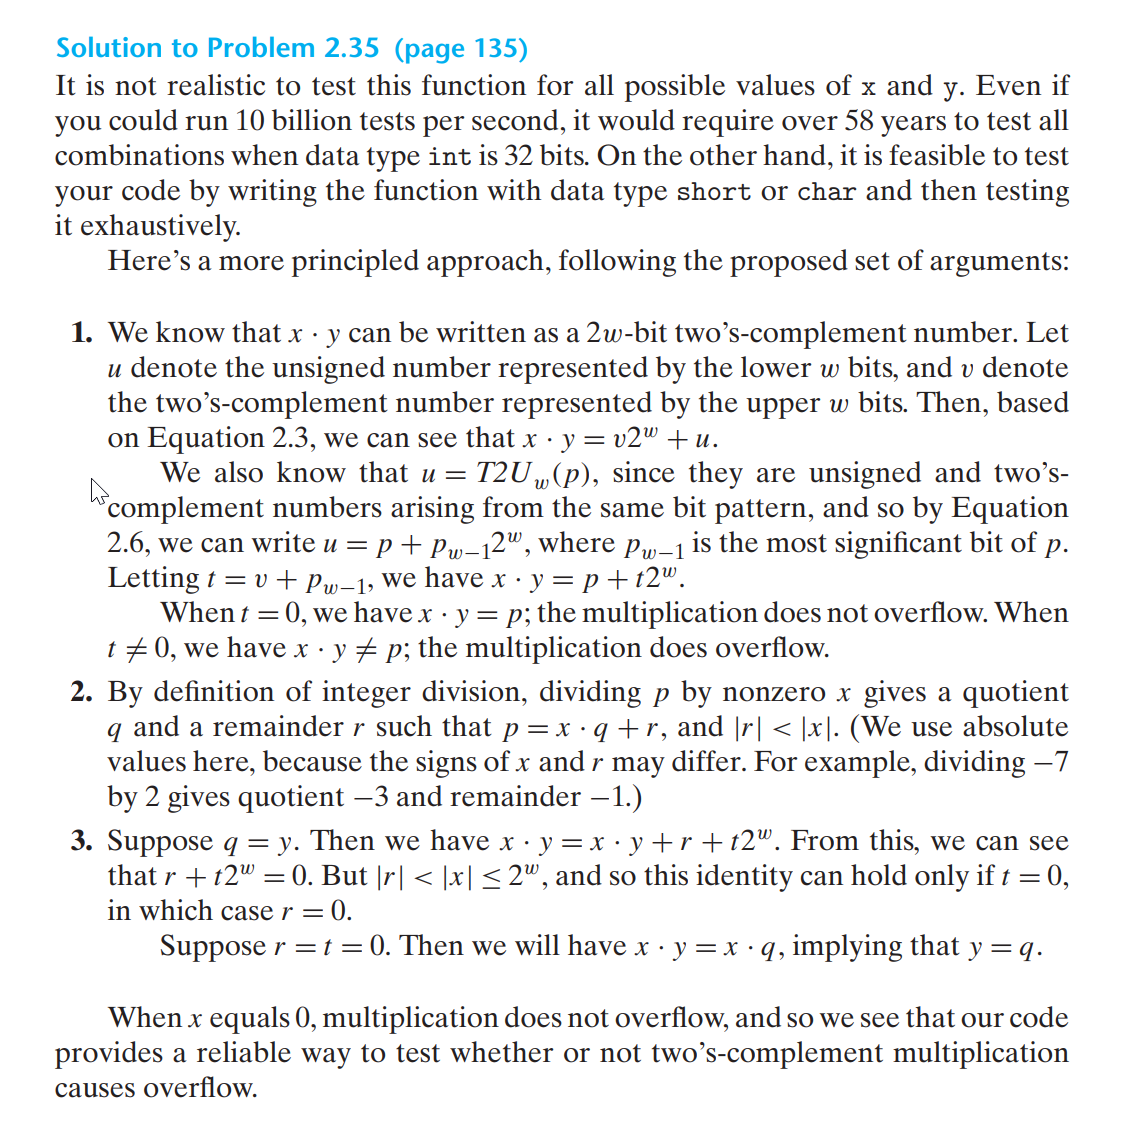 Solution to Problem 2.35 (page 135)
It is not realistic to test this function for all possible values of x and y. Even if
you could run 10 billion tests per second, it would require over 58 years to test all
combinations when data type int is 32 bits. On the other hand, it is feasible to test
your code by writing the function with data type short or char and then testing
it exhaustively.
Here’s a more principled approach, following the proposed set of arguments:
1. We know that x · y can be written as a 2w-bit two’s-complement number. Let
u denote the unsigned number represented by the lower w bits, and v denote
the two’s-complement number represented by the upper w bits. Then, based
on Equation 2.3, we can see that x · y = v2^w + u.
We also know that u = T2U_w(p), since they are unsigned and two’s-
complement numbers arising from the same bit pattern, and so by Equation
2.6, we can write u = p + p_{w−1}2^w, where p_{w−1} is the most significant bit of p.
Letting t = v + p_{w−1}, we have x · y = p + t2^w.
When t = 0, we have x · y = p; the multiplication does not overflow. When
t ≠ 0, we have x · y ≠ p; the multiplication does overflow.
2. By definition of integer division, dividing p by nonzero x gives a quotient
q and a remainder r such that p = x · q + r, and |r| < |x|. (We use absolute
values here, because the signs of x and r may differ. For example, dividing −7
by 2 gives quotient −3 and remainder −1.)
3. Suppose q = y. Then we have x · y = x · y + r + t2^w. From this, we can see
that r + t2^w = 0. But |r| < |x| ≤ 2^w, and so this identity can hold only if t = 0,
in which case r = 0.
Suppose r = t = 0. Then we will have x · y = x · q, implying that y = q.
When x equals 0, multiplication does not overflow, and so we see that our code
provides a reliable way to test whether or not two’s-complement multiplication
causes overflow.